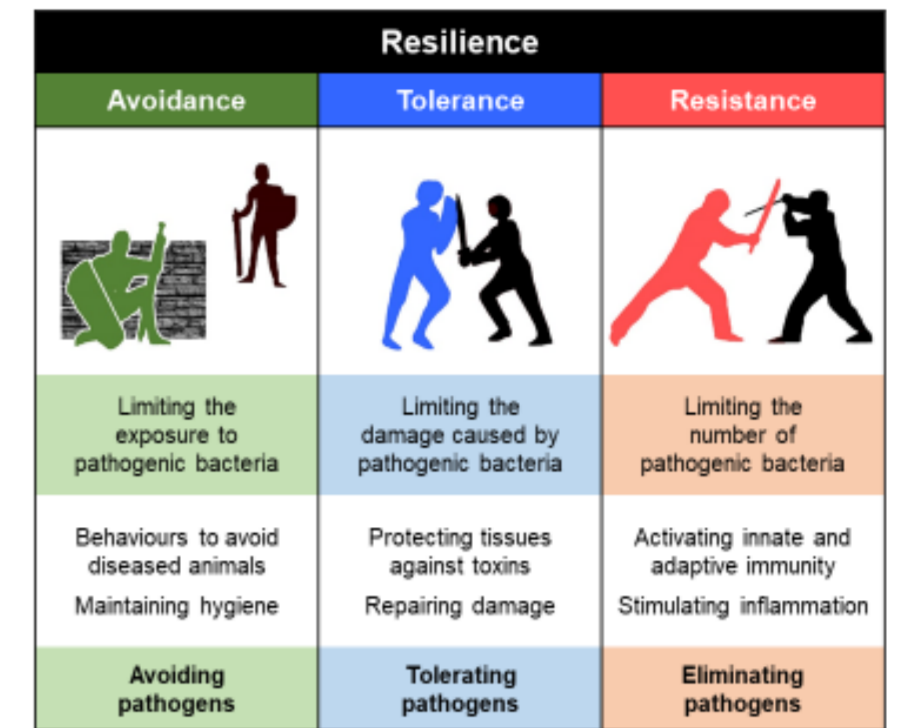 Resilience
Avoidance
Tolerance
Resistance
Limiting the
exposure to
pathogenic bacteria
Limiting the
damage caused by
pathogenic bacteria
Limiting the
number of
pathogenic bacteria
Behaviours to avoid
diseased animals
Maintaining hygiene
Protecting tissues
against toxins
Repairing damage
Activating innate and
adaptive immunity
Stimulating inflammation
Avoiding
pathogens
Tolerating
pathogens
Eliminating
pathogens